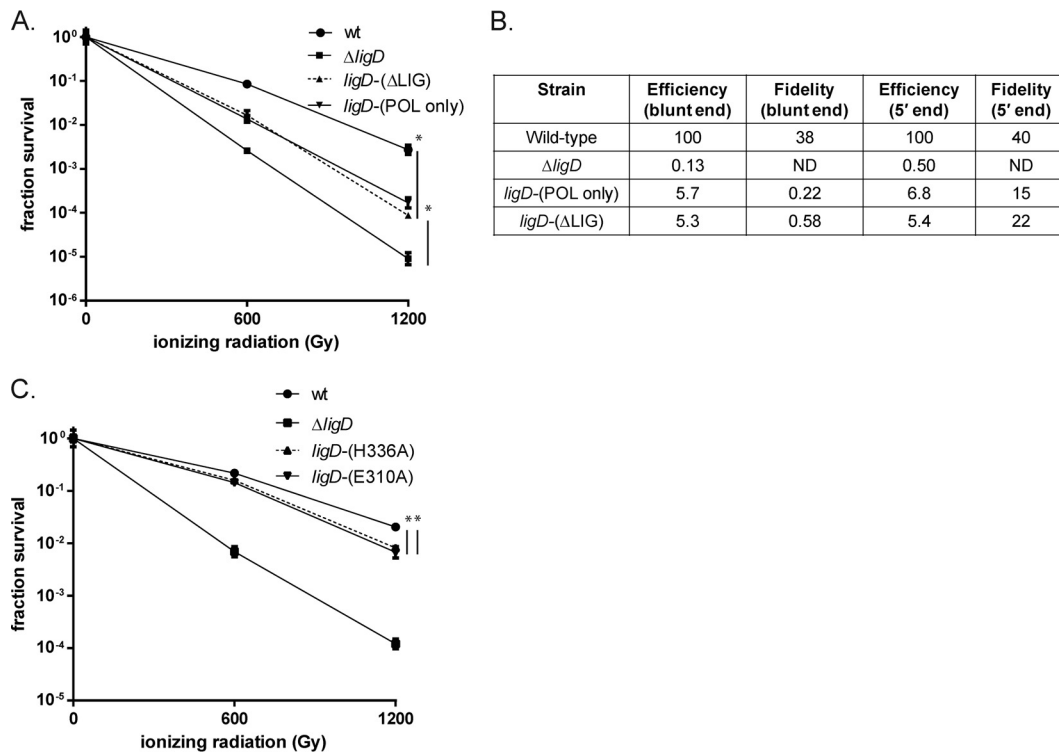 A.
wt
ΔligD
ligD-(ΔLIG)
ligD-(POL only)
10^0
10^-1
10^-2
10^-3
10^-4
10^-5
10^-6
fraction survival
*
*
0 600 1200
ionizing radiation (Gy)
B.
Strain Efficiency (blunt end) Fidelity (blunt end) Efficiency (5′ end) Fidelity (5′ end)
Wild-type 100 38 100 40
ΔligD 0.13 ND 0.50 ND
ligD-(POL only) 5.7 0.22 6.8 15
ligD-(ΔLIG) 5.3 0.58 5.4 22
C.
wt
ΔligD
ligD-(H336A)
ligD-(E310A)
10^0
10^-1
10^-2
10^-3
10^-4
10^-5
fraction survival
**
0 600 1200
ionizing radiation (Gy)